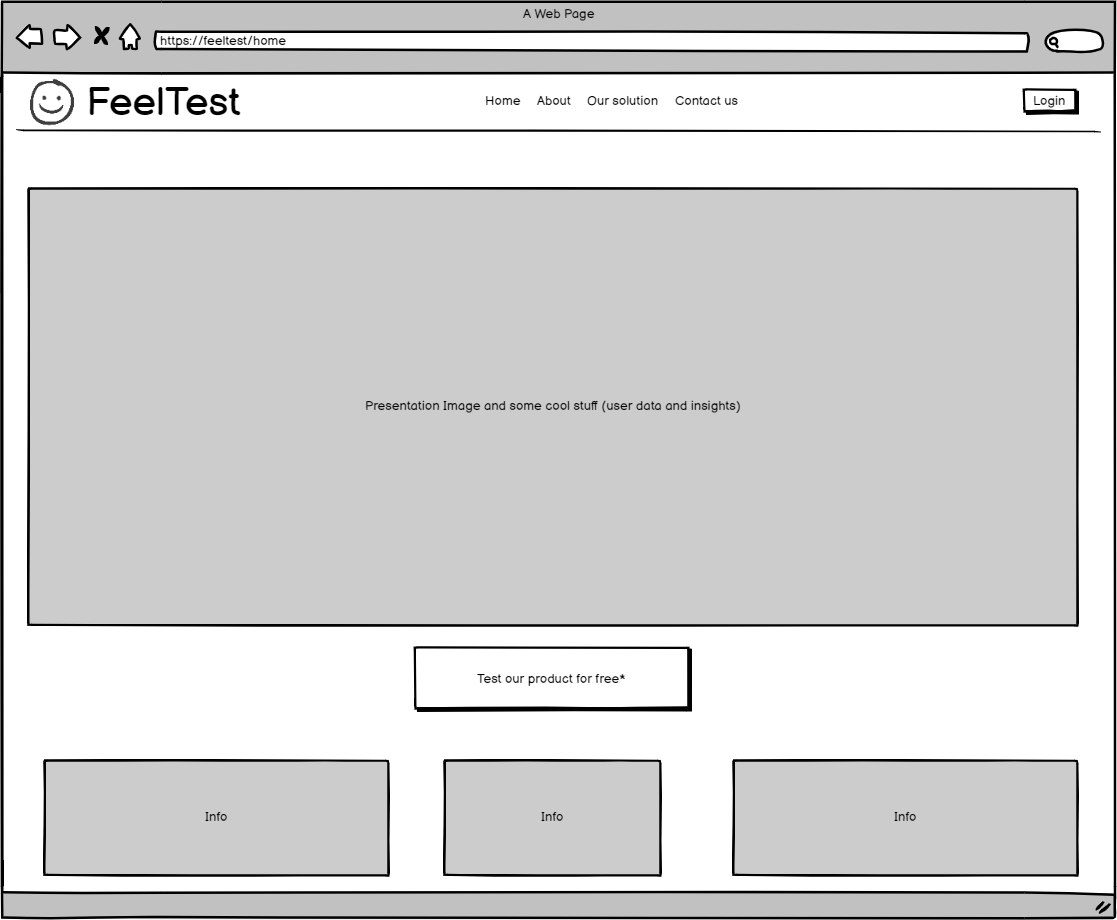 A Web Page
https://feeltest/home
FeelTest
Home About Our solution Contact us
Login
Presentation Image and some cool stuff (user data and insights)
Test our product for free*
Info Info Info